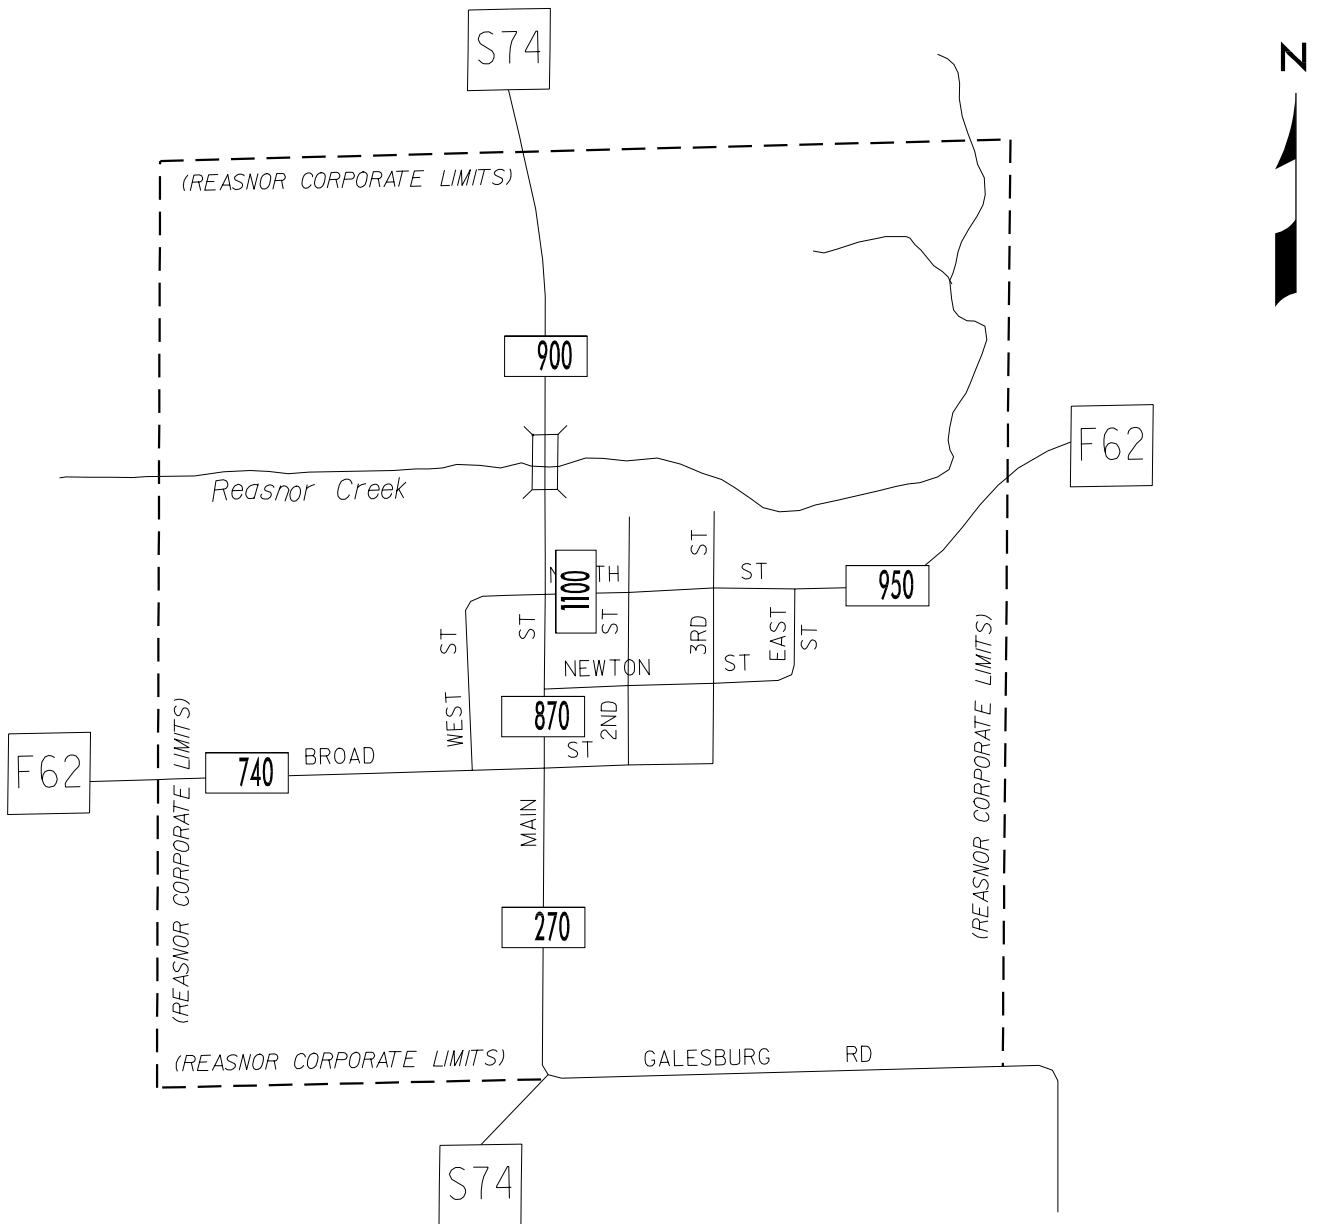 S74
N
(REASNOR CORPORATE LIMITS)
900
F62
Reasnor Creek
1100
ST
ST
950
WEST ST
MAIN ST
2ND ST
3RD ST
EAST ST
NEWTON ST
(REASNOR CORPORATE LIMITS)
870
F62
740
BROAD ST
(REASNOR CORPORATE LIMITS)
270
(REASNOR CORPORATE LIMITS)
GALESBURG RD
S74